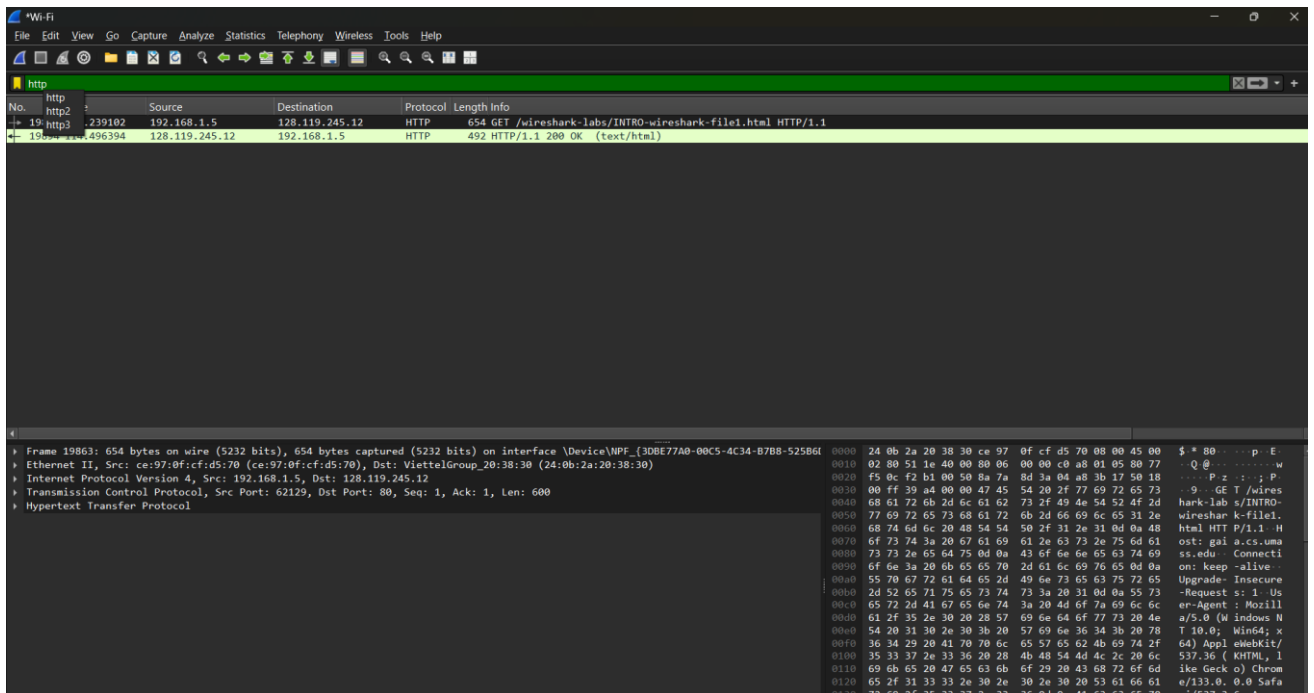 *Wi-Fi
File Edit View Go Capture Analyze Statistics Telephony Wireless Tools Help
http
http
http2
http3
No. Source Destination Protocol Length Info
.239102 192.168.1.5 128.119.245.12 HTTP 654 GET /wireshark-labs/INTRO-wireshark-file1.html HTTP/1.1
128.119.245.12 192.168.1.5 HTTP 492 HTTP/1.1 200 OK (text/html)
Frame 19863: 654 bytes on wire (5232 bits), 654 bytes captured (5232 bits) on interface \Device\NPF_{3DBE77A0-00C5-4C34-B7B8-525B6
Ethernet II, Src: ce:97:0f:cf:d5:70 (ce:97:0f:cf:d5:70), Dst: ViettelGroup_20:38:30 (24:0b:2a:20:38:30)
Internet Protocol Version 4, Src: 192.168.1.5, Dst: 128.119.245.12
Transmission Control Protocol, Src Port: 62129, Dst Port: 80, Seq: 1, Ack: 1, Len: 600
Hypertext Transfer Protocol
0000 24 0b 2a 20 38 30 ce 97 0f cf d5 70 08 00 45 00 $·* 80·· ···p··E·
0010 02 80 51 1e 40 00 80 06 00 00 c0 a8 01 05 80 77 ··Q·@··· ·······w
0020 f5 0c f2 b1 00 50 8a 7a 8d 3a 04 a8 3b 17 50 18 ·····P·z ·:··;·P·
0030 00 ff 39 a4 00 00 47 45 54 20 2f 77 69 72 65 73 ··9···GE T /wires
0040 68 61 72 6b 2d 6c 61 62 73 2f 49 4e 54 52 4f 2d hark-lab s/INTRO-
0050 77 69 72 65 73 68 61 72 6b 2d 66 69 6c 65 31 2e wireshar k-file1.
0060 68 74 6d 6c 20 48 54 54 50 2f 31 2e 31 0d 0a 48 html HTT P/1.1··H
0070 6f 73 74 3a 20 67 61 69 61 2e 63 73 2e 75 6d 61 ost: gai a.cs.uma
0080 73 73 2e 65 64 75 0d 0a 43 6f 6e 6e 65 63 74 69 ss.edu·· Connecti
0090 6f 6e 3a 20 6b 65 65 70 2d 61 6c 69 76 65 0d 0a on: keep -alive··
00a0 55 70 67 72 61 64 65 2d 49 6e 73 65 63 75 72 65 Upgrade- Insecure
00b0 2d 52 65 71 75 65 73 74 73 3a 20 31 0d 0a 55 73 -Request s: 1··Us
00c0 65 72 2d 41 67 65 6e 74 3a 20 4d 6f 7a 69 6c 6c er-Agent : Mozill
00d0 61 2f 35 2e 30 20 28 57 69 6e 64 6f 77 73 20 4e a/5.0 (W indows N
00e0 54 20 31 30 2e 30 3b 20 57 69 6e 36 34 3b 20 78 T 10.0; Win64; x
00f0 36 34 29 20 41 70 70 6c 65 57 65 62 4b 69 74 2f 64) Appl eWebKit/
0100 35 33 37 2e 33 36 20 28 4b 48 54 4d 4c 2c 20 6c 537.36 ( KHTML, l
0110 69 6b 65 20 47 65 63 6b 6f 29 20 43 68 72 6f 6d ike Geck o) Chrom
0120 65 2f 31 33 33 2e 30 2e 30 2e 30 20 53 61 66 61 e/133.0. 0.0 Safa